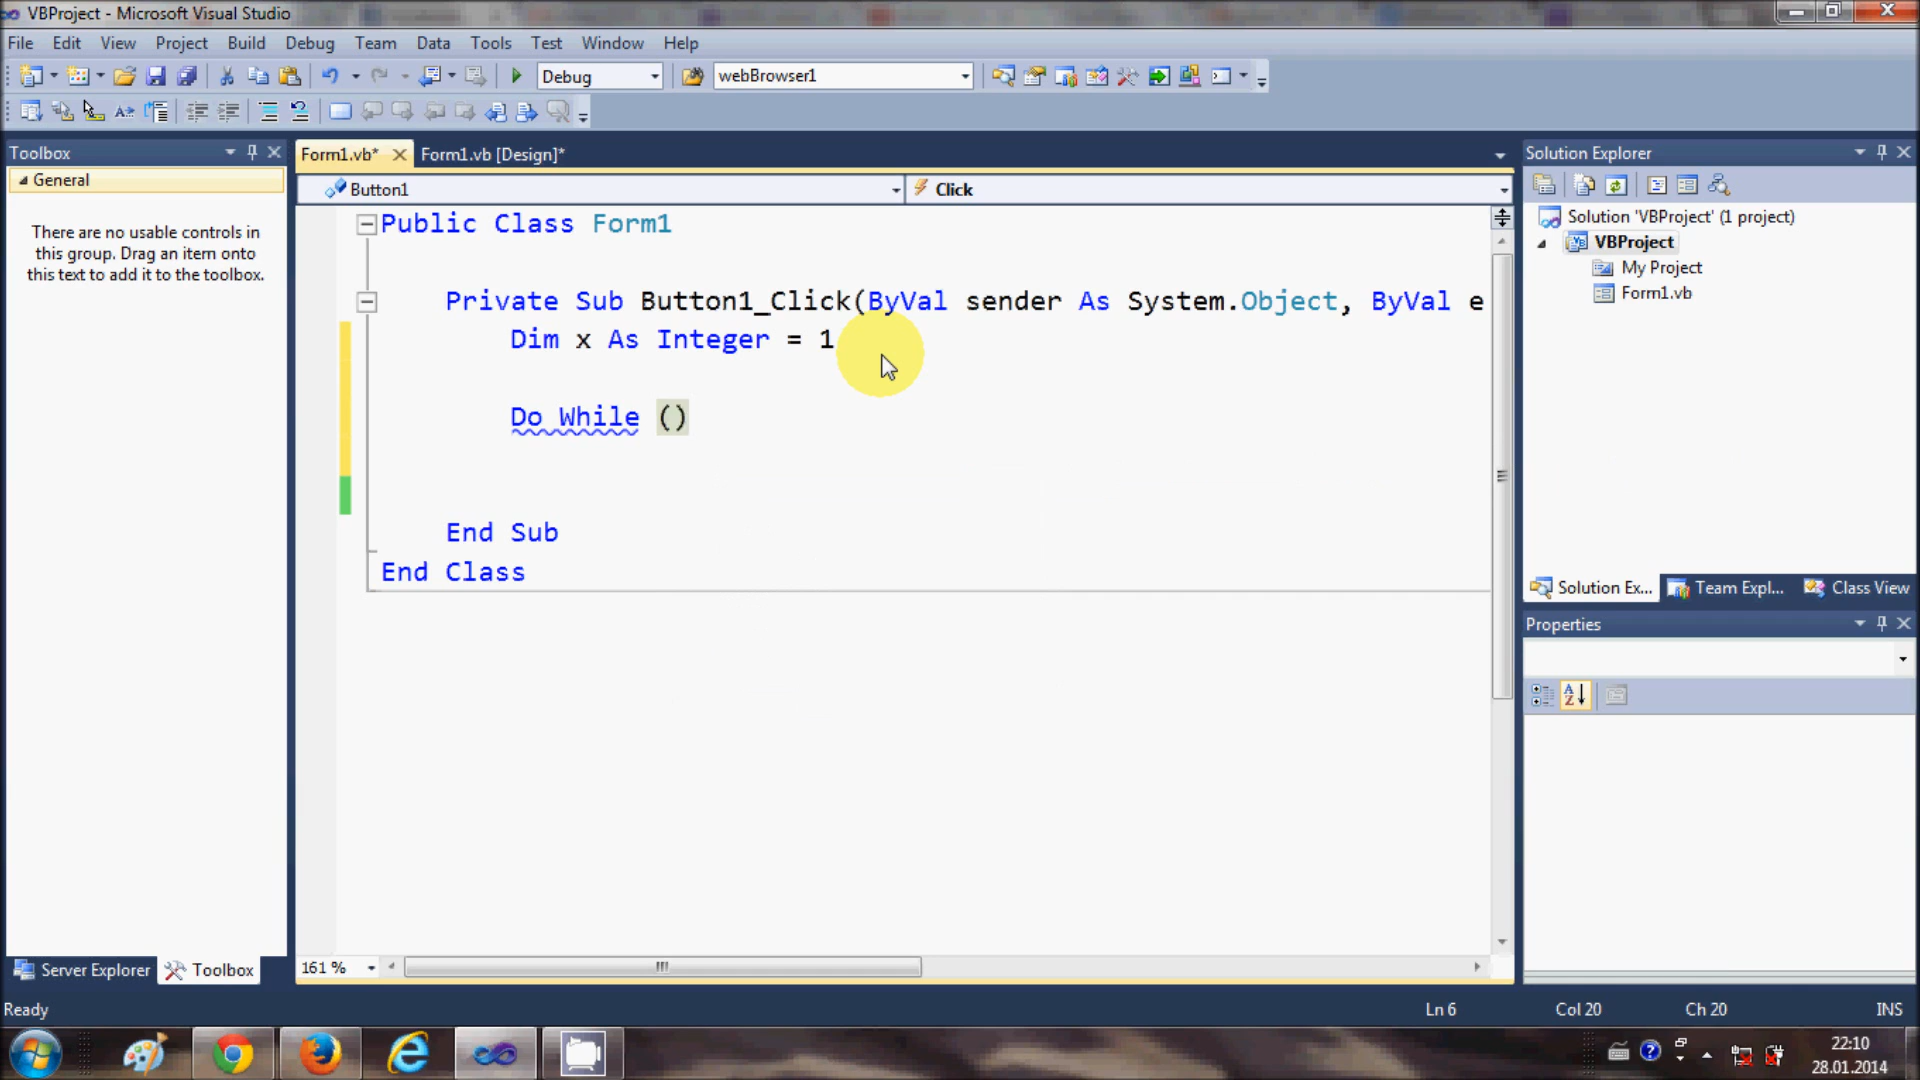 VBProject - Microsoft Visual Studio
File Edit View Project Build Debug Team Data Tools Test Window Help
Debug webBrowser1
Toolbox
General
There are no usable controls in
this group. Drag an item onto
this text to add it to the toolbox.
Server Explorer Toolbox
Form1.vb* Form1.vb [Design]*
Button1 Click
Public Class Form1
Private Sub Button1_Click(ByVal sender As System.Object, ByVal e
Dim x As Integer = 1
Do While ()
End Sub
End Class
161 %
Solution Explorer
Solution 'VBProject' (1 project)
VBProject
My Project
Form1.vb
Solution Ex... Team Expl... Class View
Properties
Ready Ln 6 Col 20 Ch 20 INS
22:10
28.01.2014